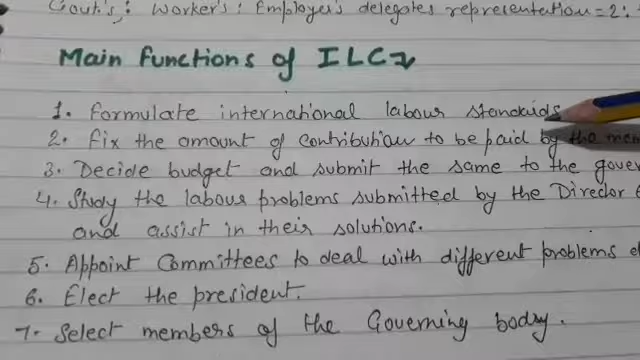 Govt's : Worker's : Employer's delegates representation = 2:
Main functions of ILC
1. Formulate international labour standards
2. Fix the amount of contribution to be paid by the mem
3. Decide budget and submit the same to the gover
4. Study the labour problems submitted by the Director
and assist in their solutions.
5. Appoint Committees to deal with different problems
6. Elect the president.
7. Select members of the Governing body.